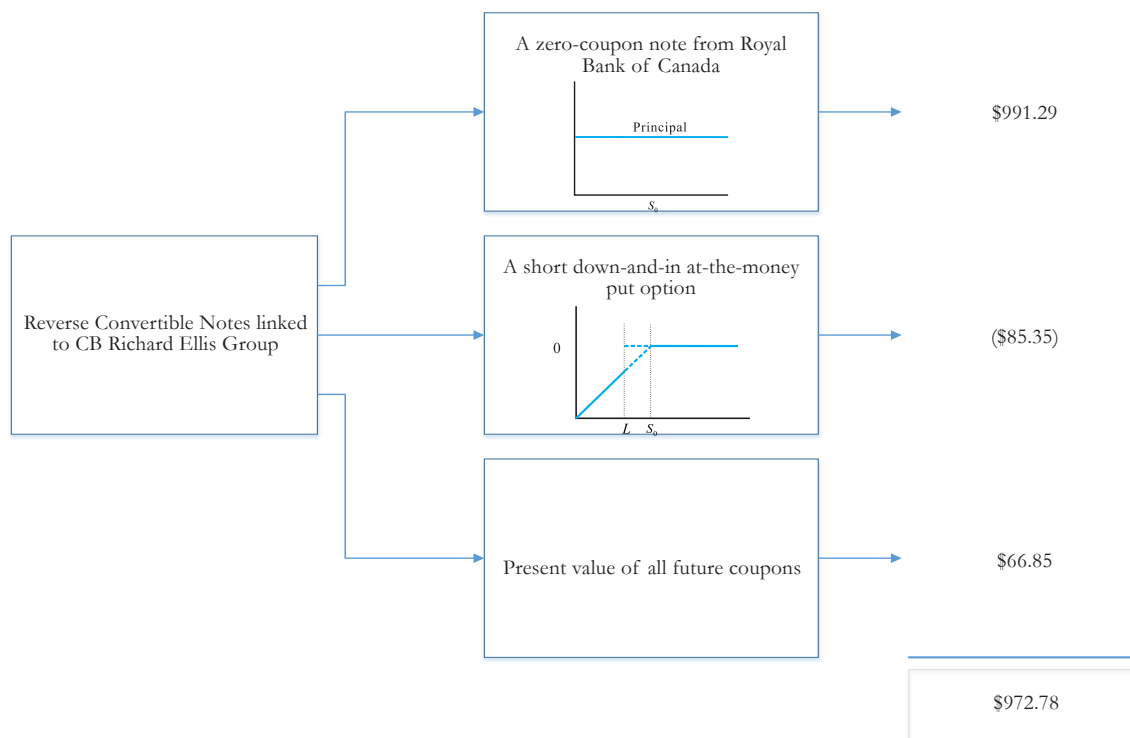 A zero-coupon note from Royal
Bank of Canada
Principal
S₀
$991.29
Reverse Convertible Notes linked
to CB Richard Ellis Group
A short down-and-in at-the-money
put option
0
L S₀
($85.35)
Present value of all future coupons
$66.85
$972.78